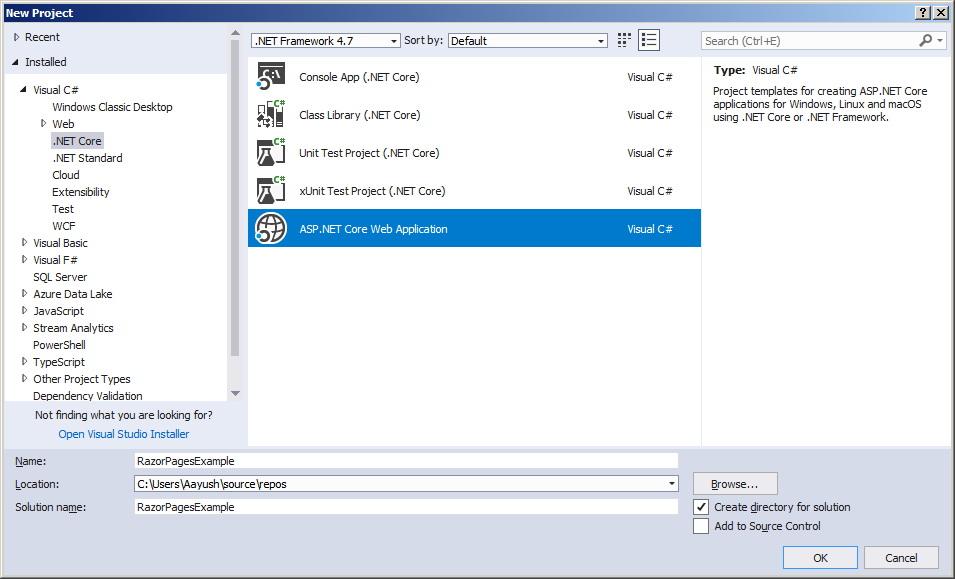 New Project
Recent
Installed
Visual C#
Windows Classic Desktop
Web
.NET Core
.NET Standard
Cloud
Extensibility
Test
WCF
Visual Basic
Visual F#
SQL Server
Azure Data Lake
JavaScript
Stream Analytics
PowerShell
TypeScript
Other Project Types
Dependency Validation
Not finding what you are looking for?
Open Visual Studio Installer
.NET Framework 4.7 Sort by: Default
Console App (.NET Core) Visual C#
Class Library (.NET Core) Visual C#
Unit Test Project (.NET Core) Visual C#
xUnit Test Project (.NET Core) Visual C#
ASP.NET Core Web Application Visual C#
Search (Ctrl+E)
Type: Visual C#
Project templates for creating ASP.NET Core
applications for Windows, Linux and macOS
using .NET Core or .NET Framework.
Name: RazorPagesExample
Location: C:\Users\Aayush\source\repos
Solution name: RazorPagesExample
Browse...
Create directory for solution
Add to Source Control
OK Cancel